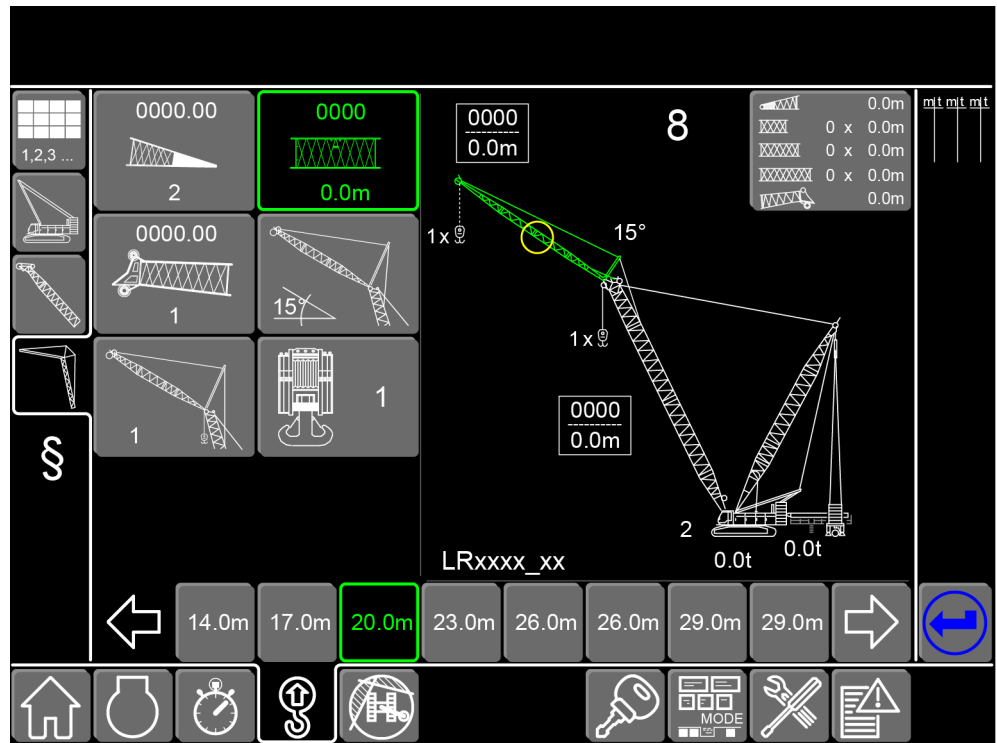 1,2,3 ...
0000.00
2
0000
0.0m
0000.00
1
15°
1
1
§
0000
0.0m
8
15°
1 x
1 x
0000
0.0m
2
0.0t
0.0t
LRxxxx_xx
0.0m
0 x 0.0m
0 x 0.0m
0 x 0.0m
0.0m
m|t m|t m|t
14.0m
17.0m
20.0m
23.0m
26.0m
26.0m
29.0m
29.0m
MODE